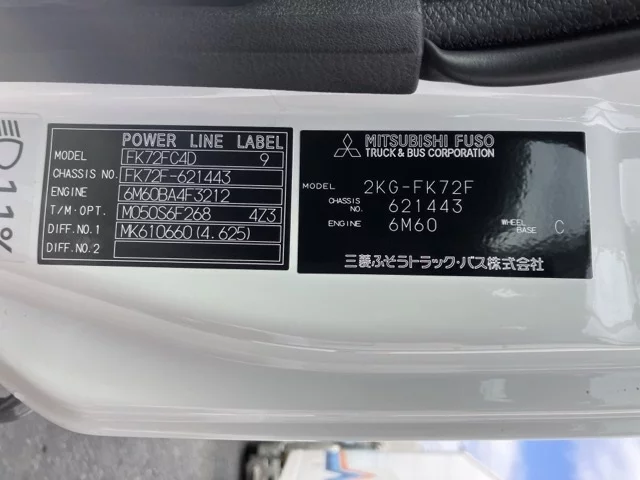 11%
POWER LINE LABEL
MODEL FK72FC4D 9
CHASSIS NO. FK72F-621443
ENGINE 6M60BA4F3212
T/M·OPT. M050S6F268 473
DIFF. NO.1 MK610660(4.625)
DIFF. NO.2
MITSUBISHI FUSO
TRUCK & BUS CORPORATION
MODEL 2KG-FK72F
CHASSIS NO. 621443
ENGINE 6M60 WHEEL BASE C
三菱ふそうトラック・バス株式会社